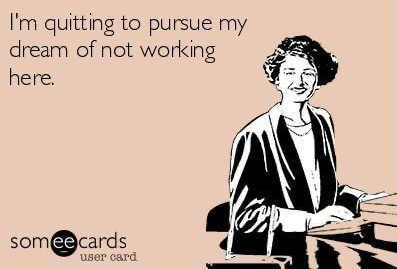 I'm quitting to pursue my
dream of not working
here.
someecards
user card